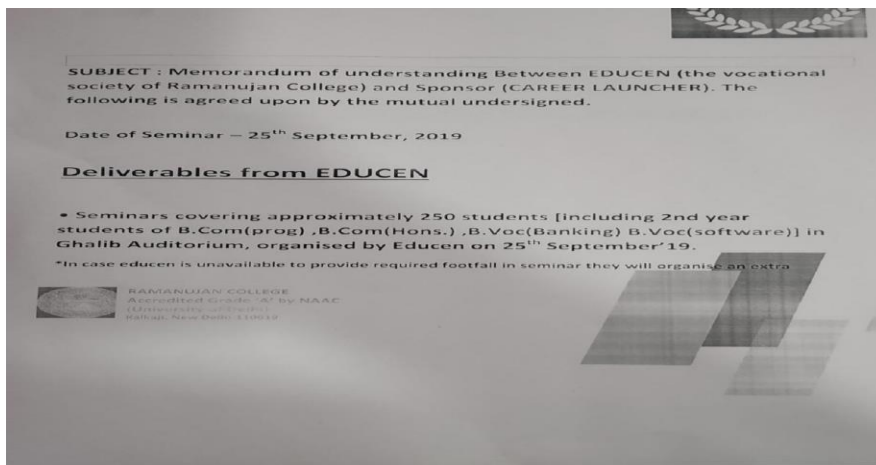 SUBJECT : Memorandum of understanding Between EDUCEN (the vocational
society of Ramanujan College) and Sponsor (CAREER LAUNCHER). The
following is agreed upon by the mutual undersigned.
Date of Seminar – 25th September, 2019
Deliverables from EDUCEN
• Seminars covering approximately 250 students [including 2nd year
students of B.Com(prog) ,B.Com(Hons.) ,B.Voc(Banking) B.Voc(software)] in
Ghalib Auditorium, organised by Educen on 25th September'19.
*In case educen is unavailable to provide required footfall in seminar they will organise an extra
RAMANUJAN COLLEGE
Accredited Grade 'A' by NAAC
(University of Delhi)
Kalkaji, New Delhi 110019